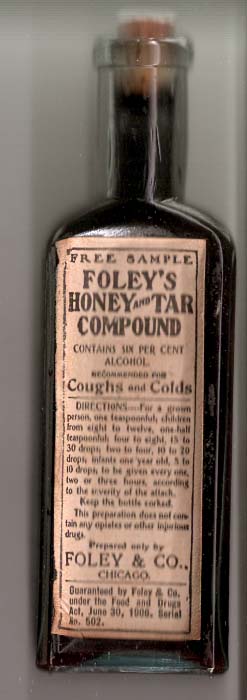 FREE SAMPLE
FOLEY'S
HONEY AND TAR
COMPOUND
CONTAINS SIX PER CENT
ALCOHOL.
RECOMMENDED FOR
Coughs and Colds
DIRECTIONS—For a grown
person, one teaspoonful, children
from eight to twelve, one-half
teaspoonful; four to eight, 15 to
30 drops; two to four, 10 to 20
drops; infants one year old, 5 to
10 drops; to be given every one,
two or three hours, according
to the severity of the attack.
Keep the bottle corked.
This preparation does not con-
tain any opiates or other injurious
drugs.
Prepared only by
FOLEY & CO.,
CHICAGO.
Guaranteed by Foley & Co.
under the Food and Drugs
Act, June 30, 1906. Serial
No. 502.